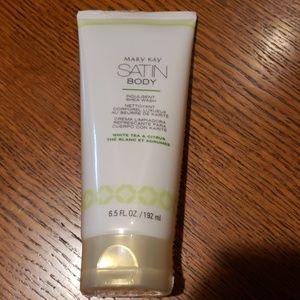 MARY KAY
SATIN
BODY
INDULGENT
SHEA WASH
NETTOYANT
CORPOREL LUXUEUX
AU BEURRE DE KARITÉ
CREMA LIMPIADORA
REFRESCANTE PARA
CUERPO CON KARITÉ
WHITE TEA & CITRUS
THÉ BLANC ET AGRUMES
6.5 FL. OZ. / 192 ml